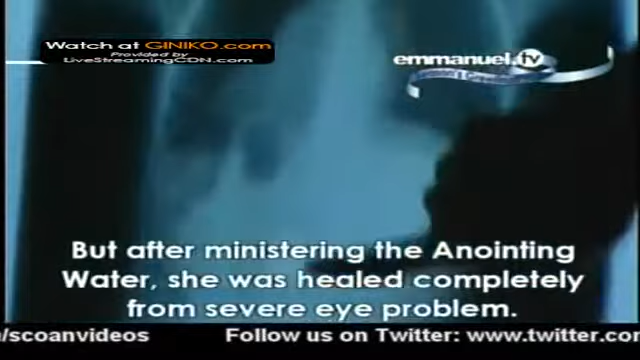 Watch at GINIKO.com
Provided by
LiveStreamingCDN.com
emmanuel.tv
But after ministering the Anointing
Water, she was healed completely
from severe eye problem.
/scoanvideos Follow us on Twitter: www.twitter.co